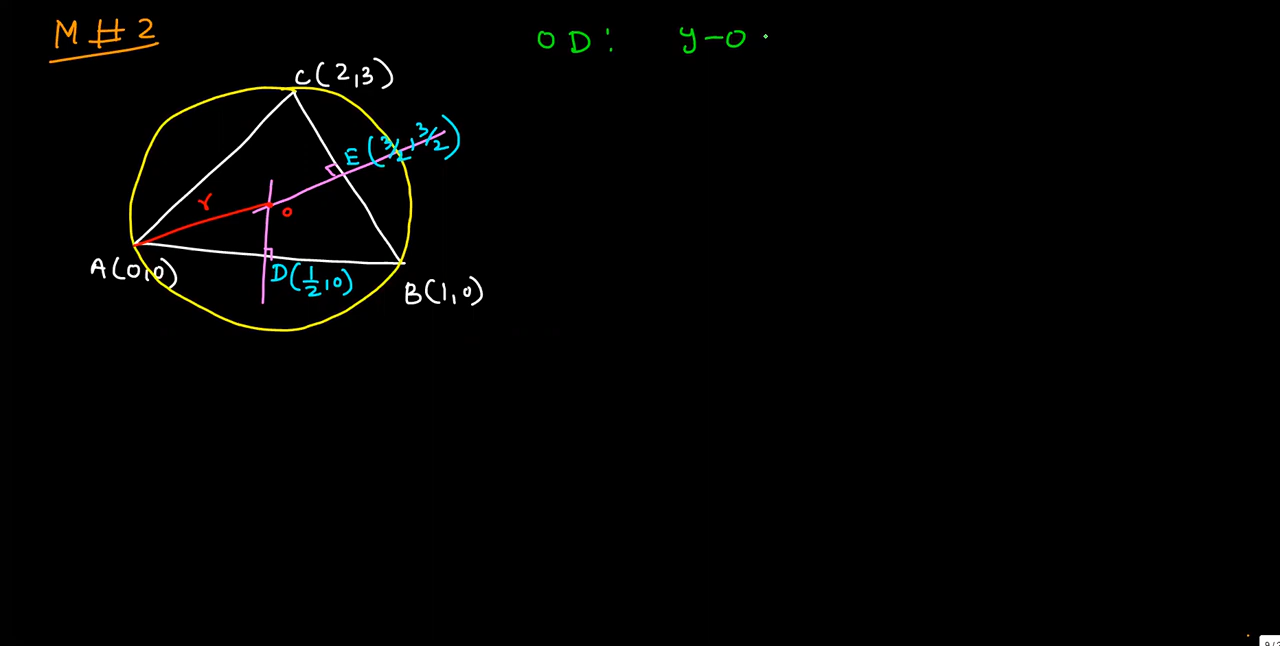 M # 2
OD: y-0
C(2,3)
E(3/2,3/2)
r
O
A(0,0)
D(1/2,0)
B(1,0)